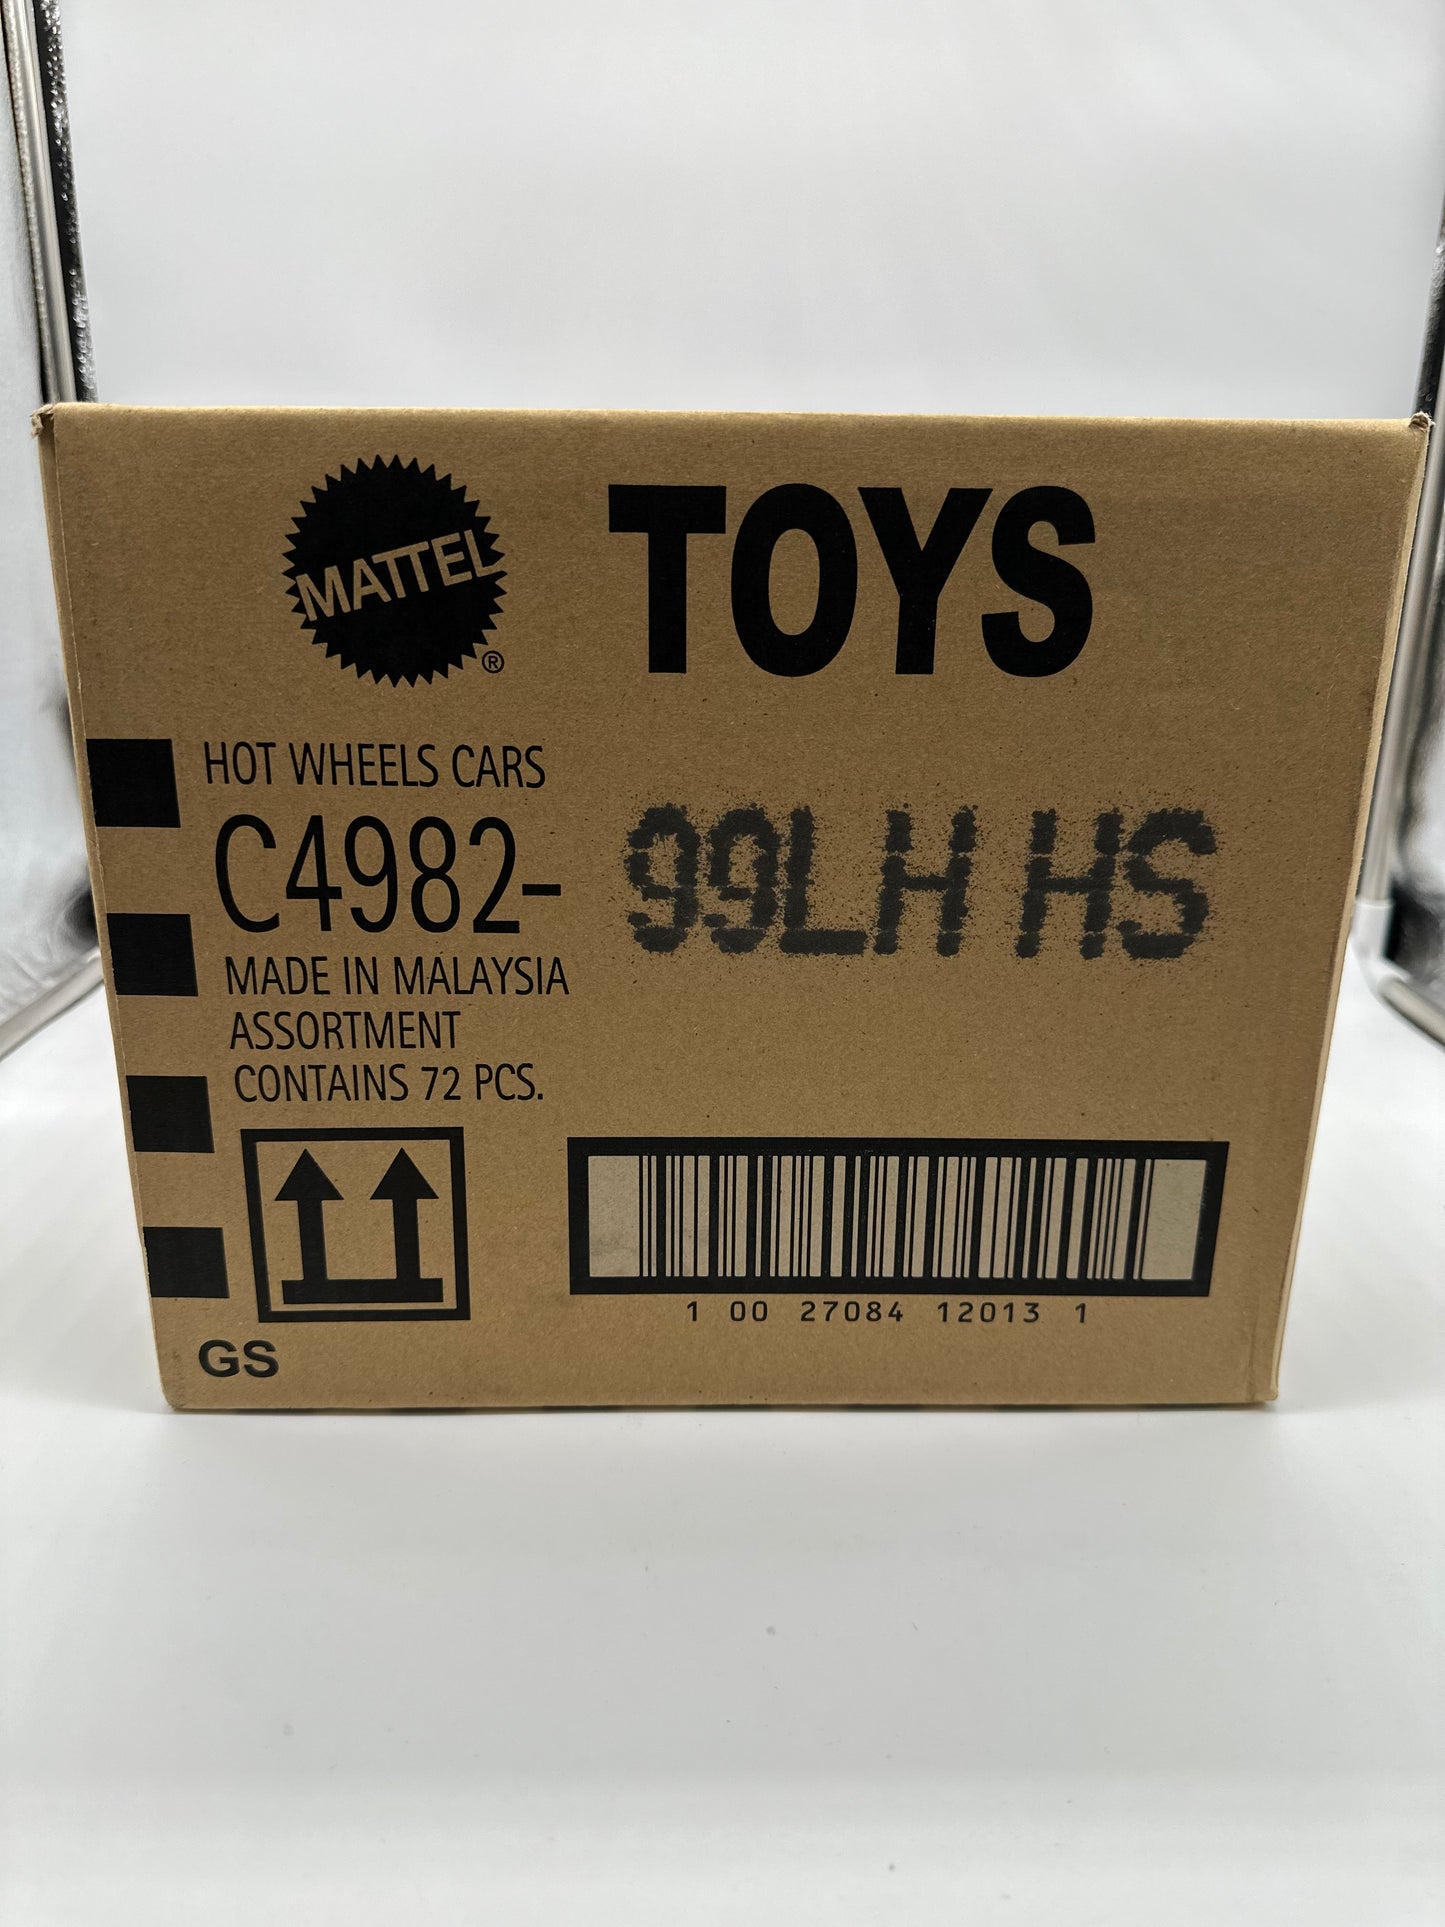 MATTEL ®
TOYS
HOT WHEELS CARS
C4982- 99LH HS
MADE IN MALAYSIA
ASSORTMENT
CONTAINS 72 PCS.
1 00 27084 12013 1
GS